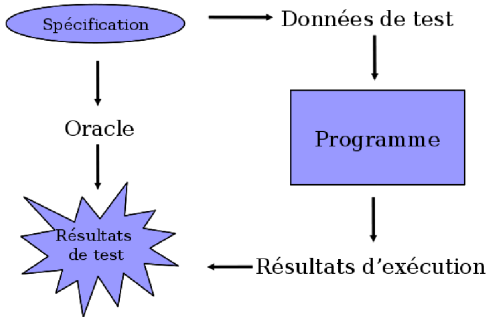 Spécification
Données de test
Oracle
Programme
Résultats
de test
Résultats d'exécution